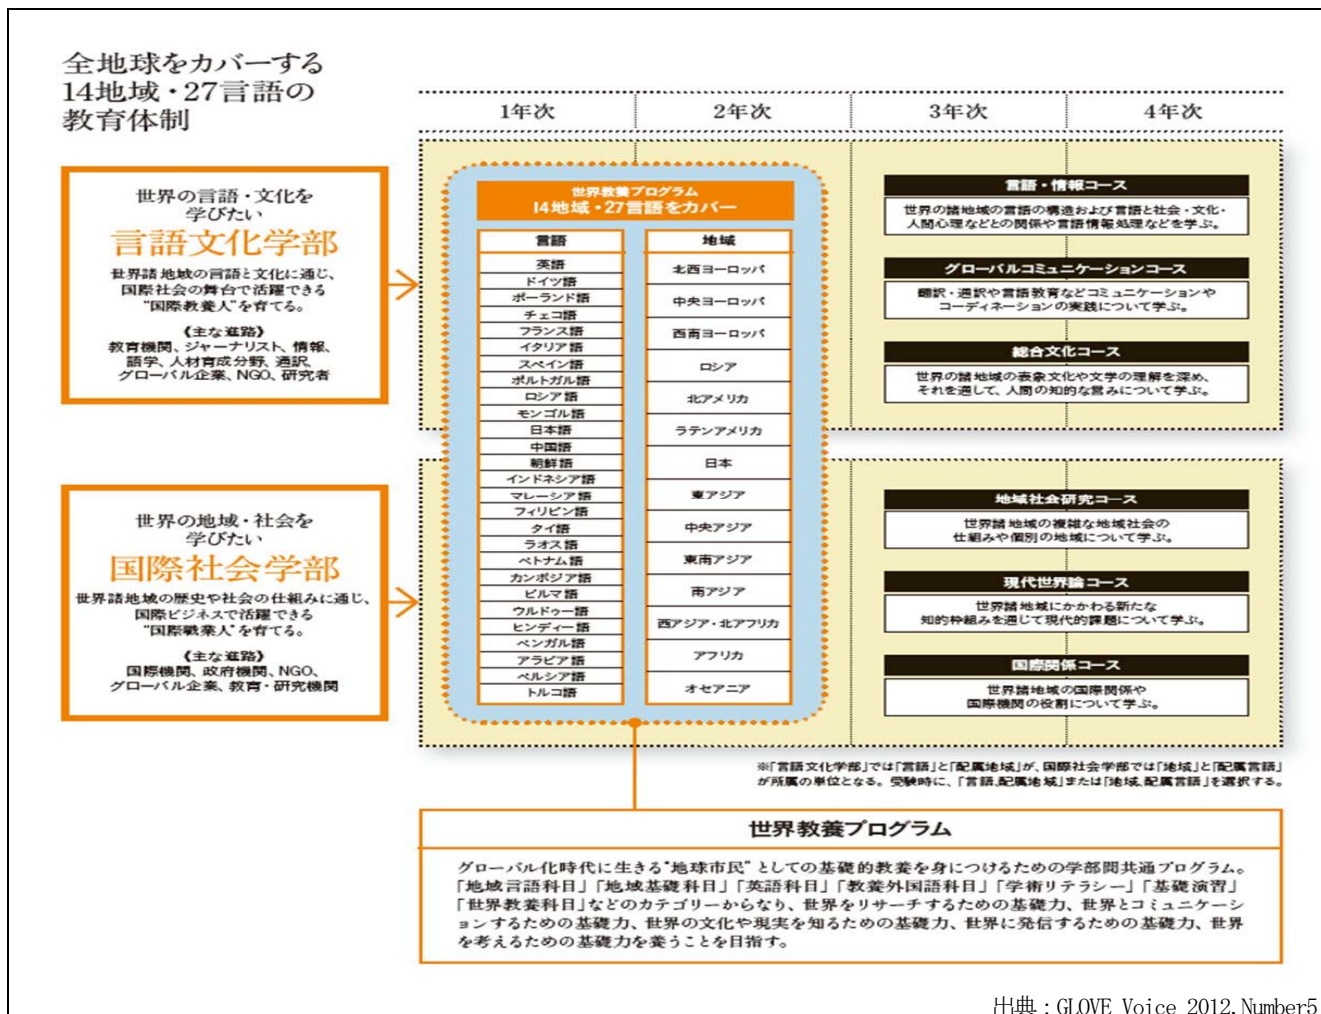 全地球をカバーする
14地域・27言語の
教育体制
1年次
2年次
3年次
4年次
世界の言語・文化を
学びたい
言語文化学部
世界諸地域の言語と文化に通じ、
国際社会の舞台で活躍できる
“国際教養人”を育てる。
《主な進路》
教育機関、ジャーナリスト、情報、
語学、人材育成分野、通訳、
グローバル企業、NGO、研究者
世界の地域・社会を
学びたい
国際社会学部
世界諸地域の歴史や社会の仕組みに通じ、
国際ビジネスで活躍できる
“国際職業人”を育てる。
《主な進路》
国際機関、政府機関、NGO、
グローバル企業、教育・研究機関
世界教養プログラム
14地域・27言語をカバー
言語
英語
ドイツ語
ポーランド語
チェコ語
フランス語
イタリア語
スペイン語
ポルトガル語
ロシア語
モンゴル語
日本語
中国語
朝鮮語
インドネシア語
マレーシア語
フィリピン語
タイ語
ラオス語
ベトナム語
カンボジア語
ビルマ語
ウルドゥー語
ヒンディー語
ベンガル語
アラビア語
ペルシア語
トルコ語
地域
北西ヨーロッパ
中央ヨーロッパ
西南ヨーロッパ
ロシア
北アメリカ
ラテンアメリカ
日本
東アジア
中央アジア
東南アジア
南アジア
西アジア・北アフリカ
アフリカ
オセアニア
言語・情報コース
世界の諸地域の言語の構造および言語と社会・文化・
人間心理などとの関係や言語情報処理などを学ぶ。
グローバルコミュニケーションコース
翻訳・通訳や言語教育などコミュニケーションや
コーディネーションの実践について学ぶ。
総合文化コース
世界の諸地域の表象文化や文学の理解を深め、
それを通して、人間の知的な営みについて学ぶ。
地域社会研究コース
世界諸地域の複雑な地域社会の
仕組みや個別の地域について学ぶ。
現代世界論コース
世界諸地域にかかわる新たな
知的枠組みを通じて現代的課題について学ぶ。
国際関係コース
世界諸地域の国際関係や
国際機関の役割について学ぶ。
※「言語文化学部」では「言語」と「配属地域」が、国際社会学部では「地域」と「配属言語」
が所属の単位となる。受験時に、「言語、配属地域」または「地域、配属言語」を選択する。
世界教養プログラム
グローバル化時代に生きる“地球市民”としての基礎的教養を身につけるための学部間共通プログラム。
「地域言語科目」「地域基礎科目」「英語科目」「教養外国語科目」「学術リテラシー」「基礎演習」
「世界教養科目」などのカテゴリーからなり、世界をリサーチするための基礎力、世界とコミュニケーシ
ョンするための基礎力、世界の文化や現実を知るための基礎力、世界に発信するための基礎力、世界
を考えるための基礎力を養うことを目指す。
出典：GLOVE Voice 2012,Number5